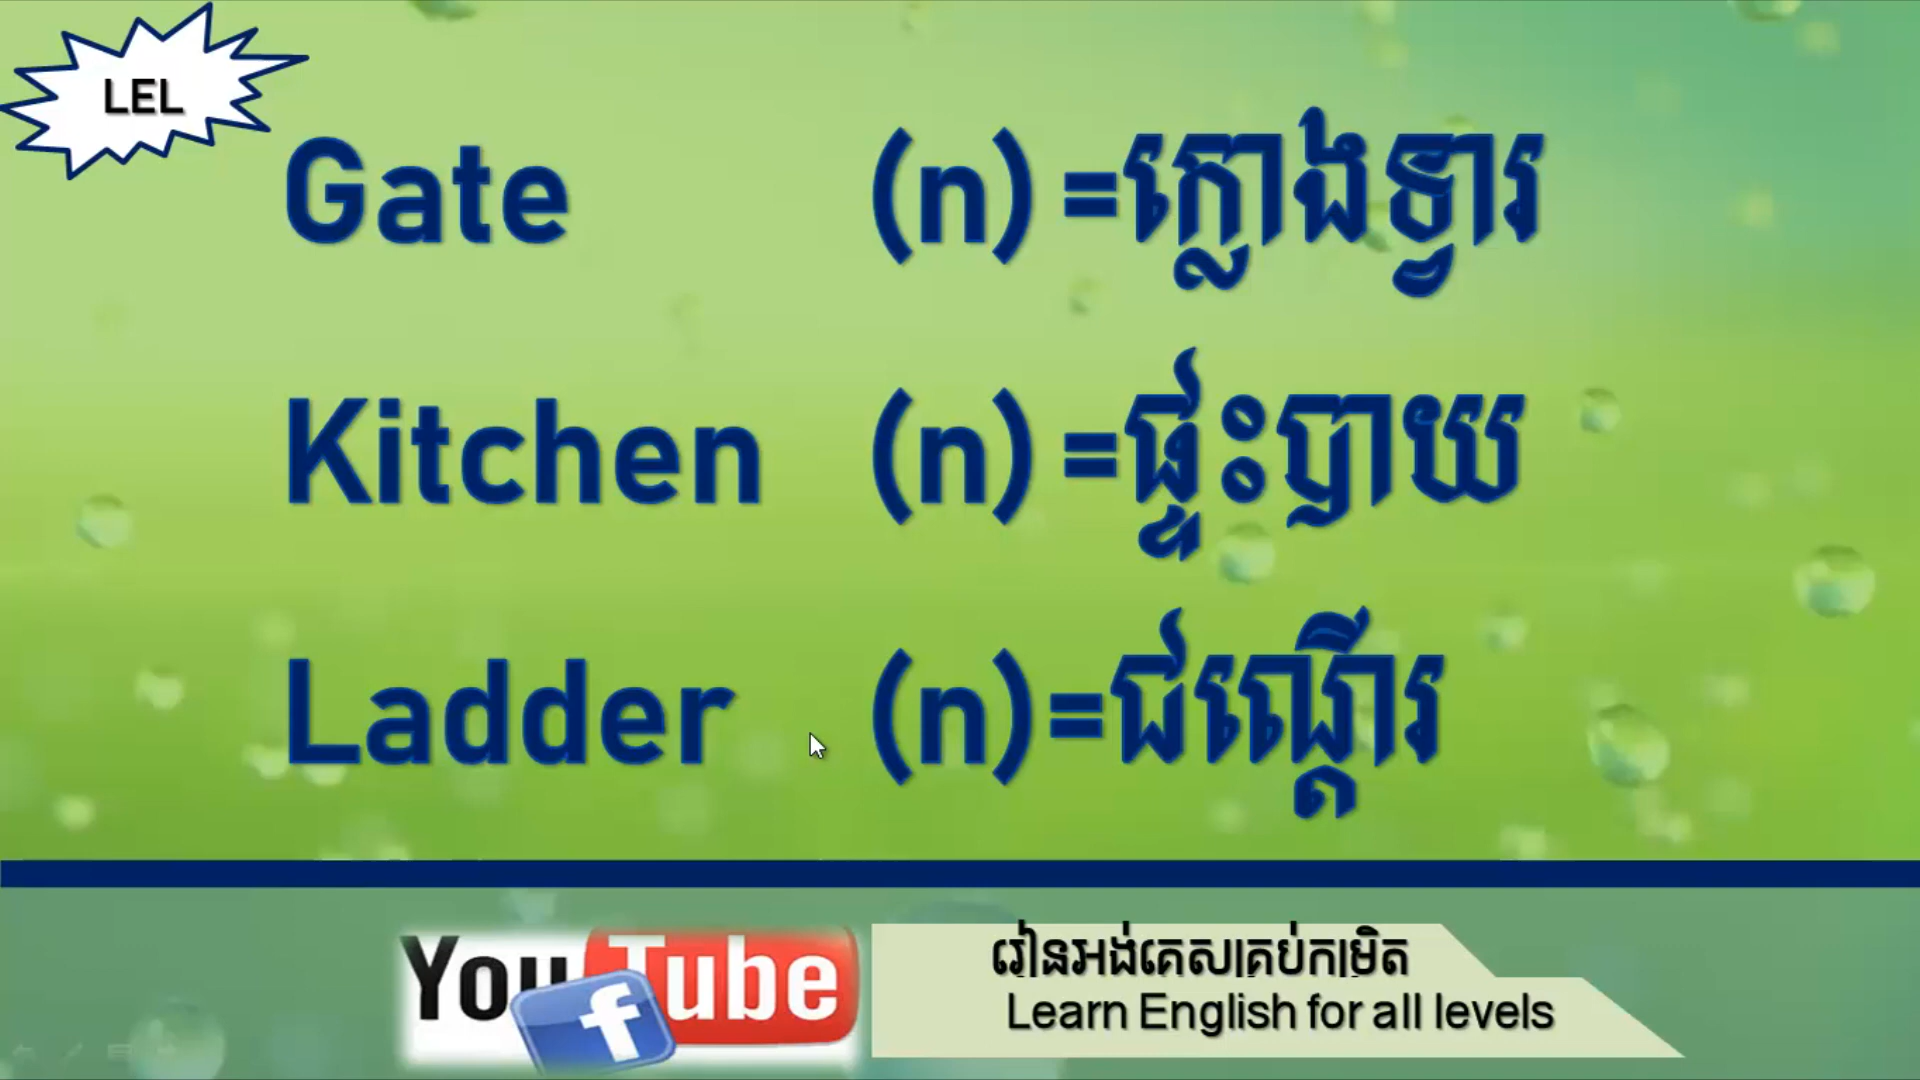 LEL
Gate (n) =ក្លោងទ្វារ
Kitchen (n) =ផ្ទះបាយ
Ladder (n)=ជណ្ដើរ
YouTube
f
រៀនអង់គេសគ្រប់កម្រិត
Learn English for all levels